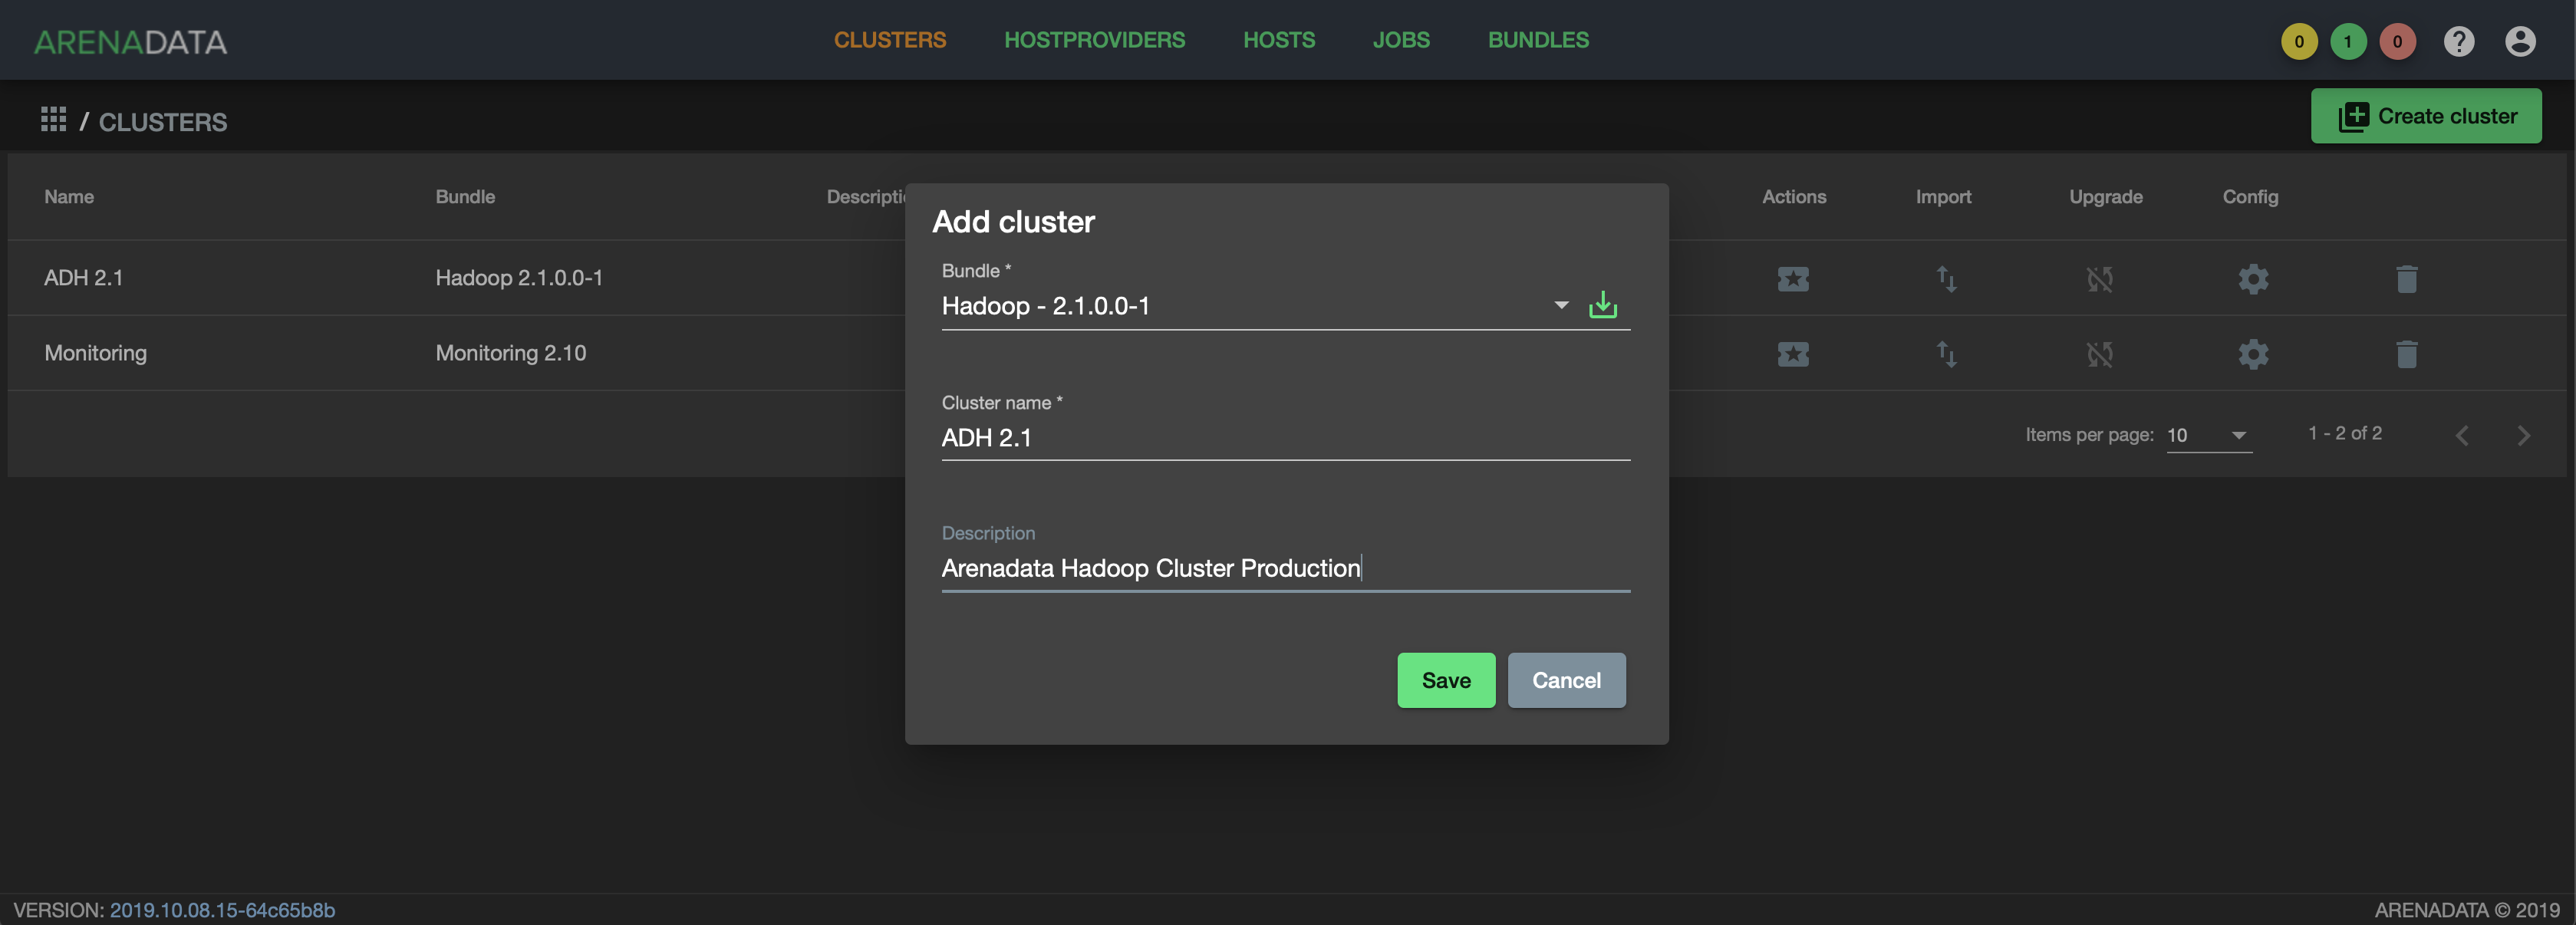 ARENADATA
CLUSTERS HOSTPROVIDERS HOSTS JOBS BUNDLES
0 1 0 ?
/ CLUSTERS
Create cluster
Name Bundle Descripti Actions Import Upgrade Config
ADH 2.1 Hadoop 2.1.0.0-1
Monitoring Monitoring 2.10
Items per page: 10 1 - 2 of 2
Add cluster
Bundle *
Hadoop - 2.1.0.0-1
Cluster name *
ADH 2.1
Description
Arenadata Hadoop Cluster Production
Save Cancel
VERSION: 2019.10.08.15-64c65b8b
ARENADATA © 2019